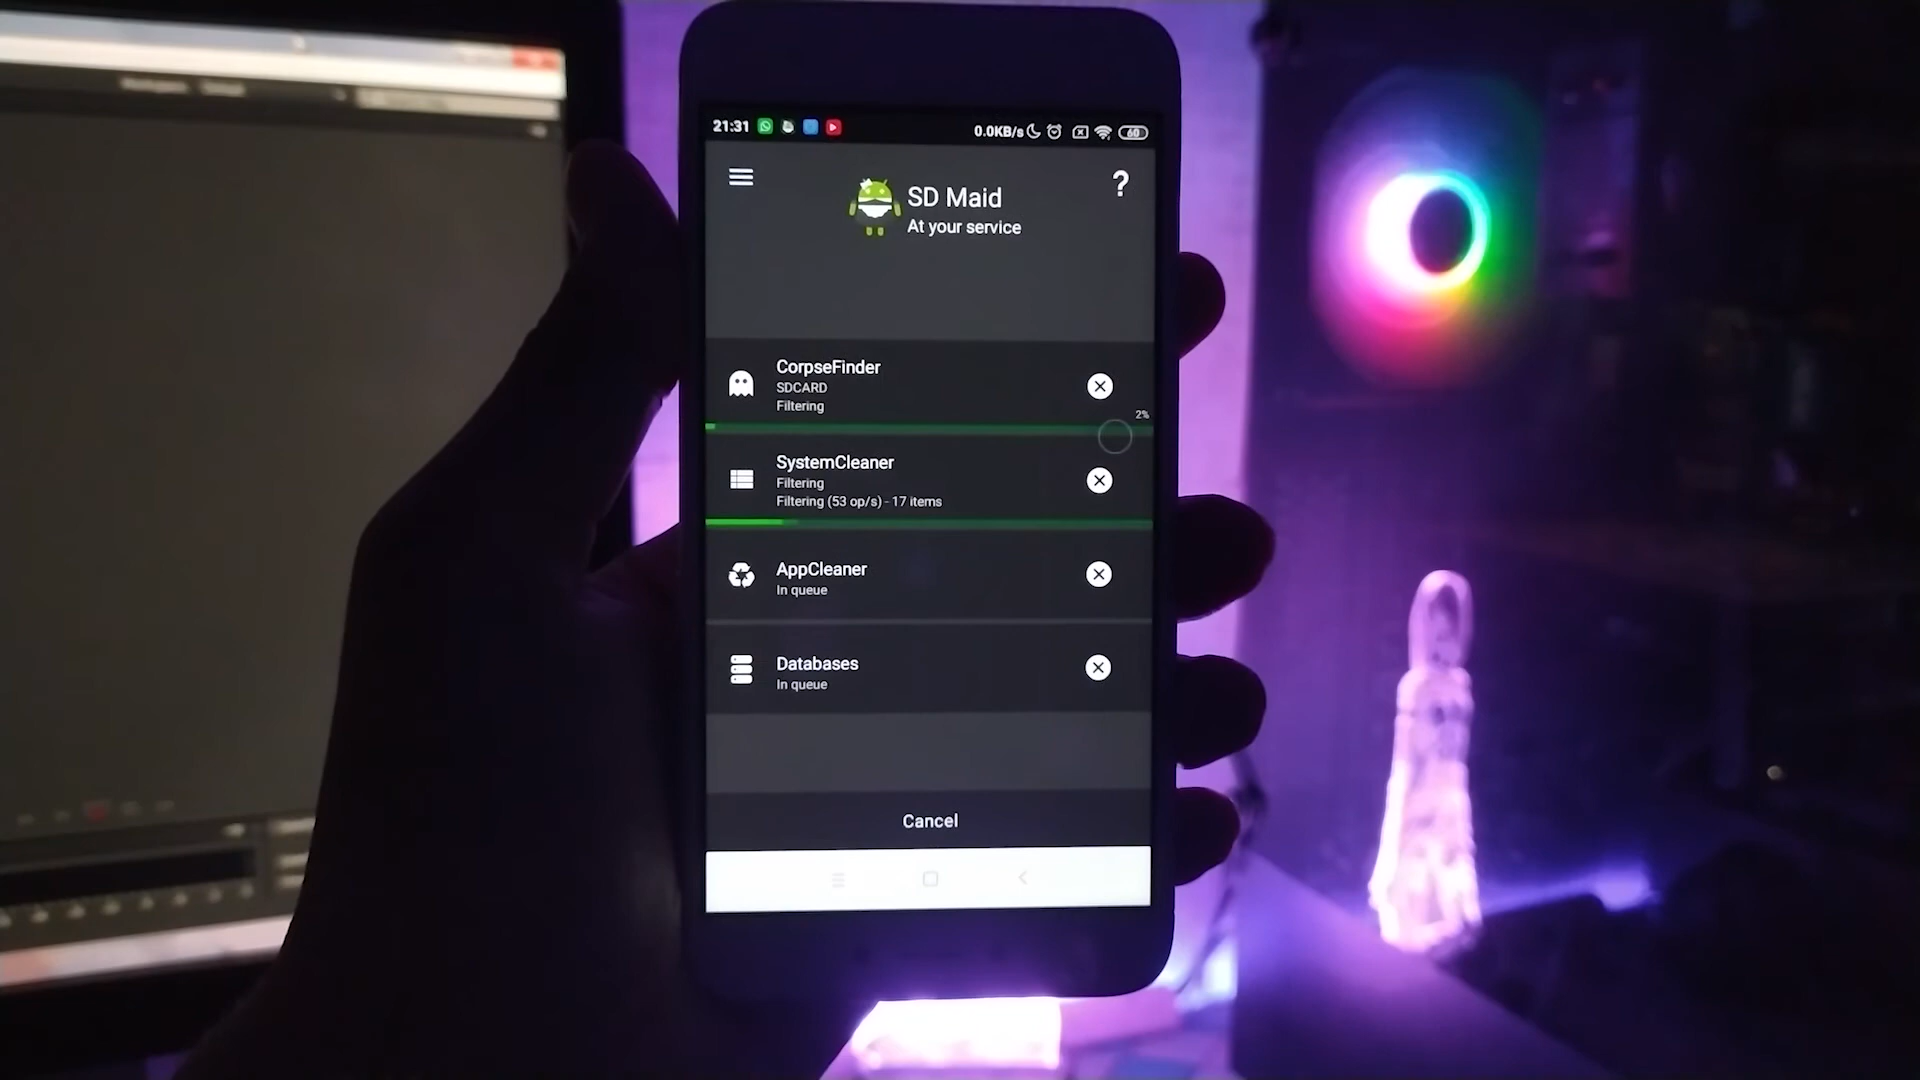 21:31
0.0KB/s
60
SD Maid
At your service
?
CorpseFinder
SDCARD
Filtering
2%
SystemCleaner
Filtering
Filtering (53 op/s) - 17 items
AppCleaner
In queue
Databases
In queue
Cancel